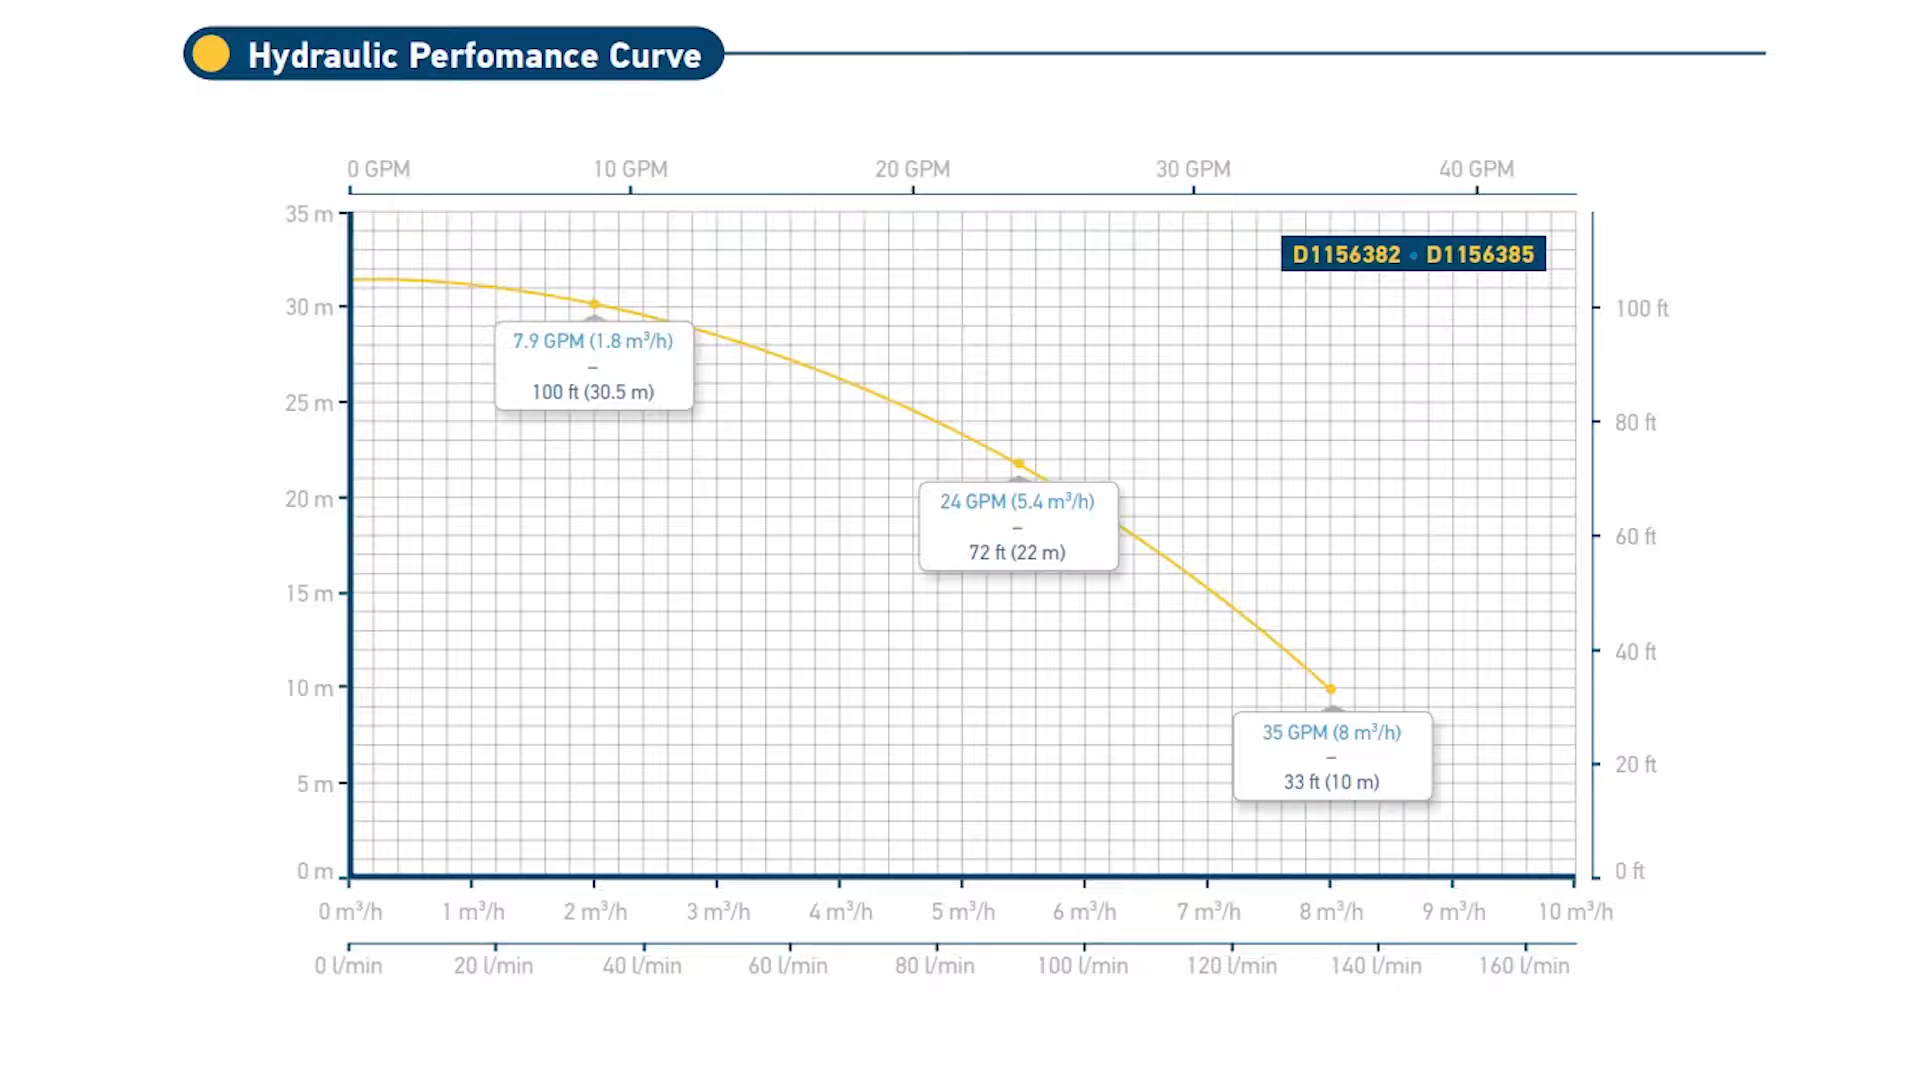 Hydraulic Perfomance Curve
0 GPM 10 GPM 20 GPM 30 GPM 40 GPM
35 m
D1156382 • D1156385
30 m 100 ft
7.9 GPM (1.8 m³/h)
–
100 ft (30.5 m)
25 m 80 ft
20 m 60 ft
24 GPM (5.4 m³/h)
–
72 ft (22 m)
15 m 40 ft
10 m 20 ft
35 GPM (8 m³/h)
–
33 ft (10 m)
5 m
0 m 0 ft
0 m³/h 1 m³/h 2 m³/h 3 m³/h 4 m³/h 5 m³/h 6 m³/h 7 m³/h 8 m³/h 9 m³/h 10 m³/h
0 l/min 20 l/min 40 l/min 60 l/min 80 l/min 100 l/min 120 l/min 140 l/min 160 l/min